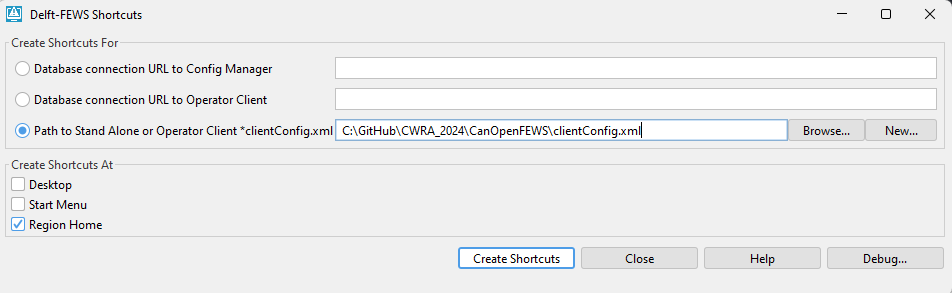 Delft-FEWS Shortcuts
Create Shortcuts For
Database connection URL to Config Manager
Database connection URL to Operator Client
Path to Stand Alone or Operator Client *clientConfig.xml C:\GitHub\CWRA_2024\CanOpenFEWS\clientConfig.xml Browse... New...
Create Shortcuts At
Desktop
Start Menu
Region Home
Create Shortcuts Close Help Debug...